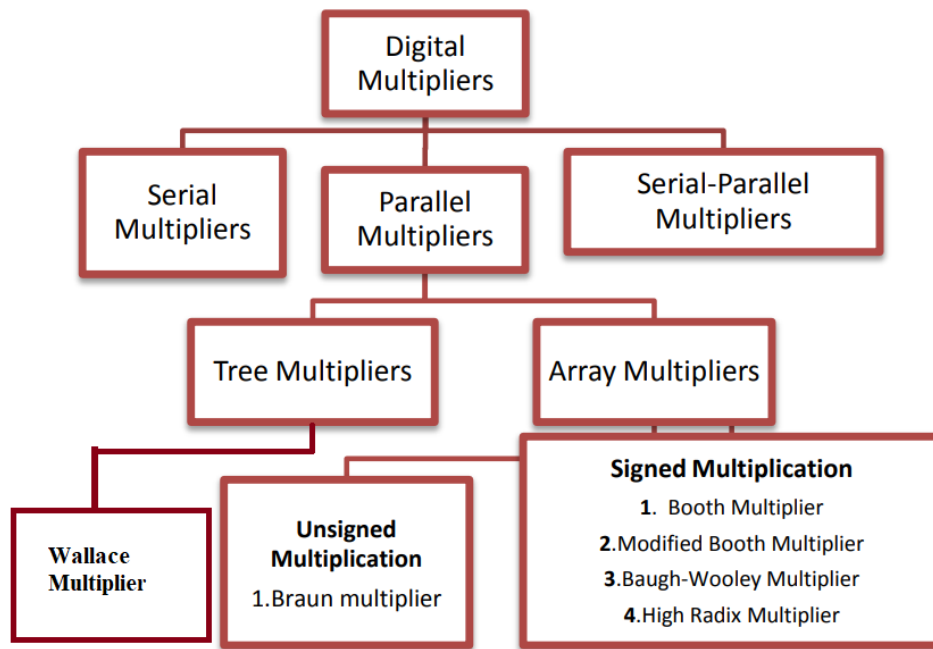 Digital
Multipliers
Serial
Multipliers
Parallel
Multipliers
Serial-Parallel
Multipliers
Tree Multipliers
Array Multipliers
Wallace
Multiplier
Unsigned
Multiplication
1.Braun multiplier
Signed Multiplication
1. Booth Multiplier
2.Modified Booth Multiplier
3.Baugh-Wooley Multiplier
4.High Radix Multiplier